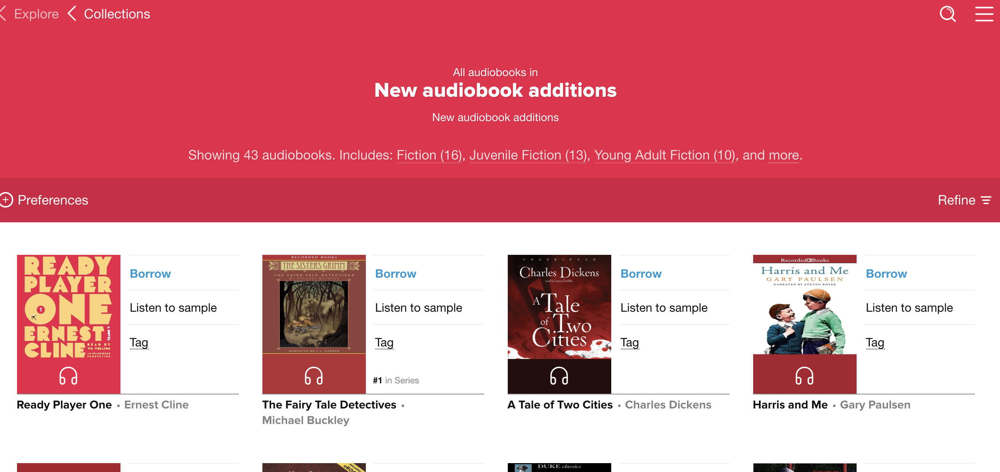 Explore Collections
All audiobooks in
New audiobook additions
New audiobook additions
Showing 43 audiobooks. Includes: Fiction (16), Juvenile Fiction (13), Young Adult Fiction (10), and more.
Preferences
Refine
READY
PLAYER
ONE
ERNEST
CLINE
A NOVEL
READ BY
WIL WHEATON
AN UNABRIDGED
PRODUCTION
Borrow
Listen to sample
Tag
Ready Player One • Ernest Cline
RECORDED BOOKS
THE SISTERS GRIMM
THE FAIRY-TALE DETECTIVES
BY MICHAEL BUCKLEY
NARRATED BY L.J. GANSER
Borrow
Listen to sample
Tag
#1 in Series
The Fairy Tale Detectives •
Michael Buckley
UNABRIDGED
Charles Dickens
read by Simon Prebble
A Tale
of Two
Cities
Borrow
Listen to sample
Tag
A Tale of Two Cities • Charles Dickens
Recorded Books
Harris and Me
GARY PAULSEN
NARRATED BY STEVEN BOYER
Borrow
Listen to sample
Tag
Harris and Me • Gary Paulsen
INCLUDES
eBOO
DUKE classics